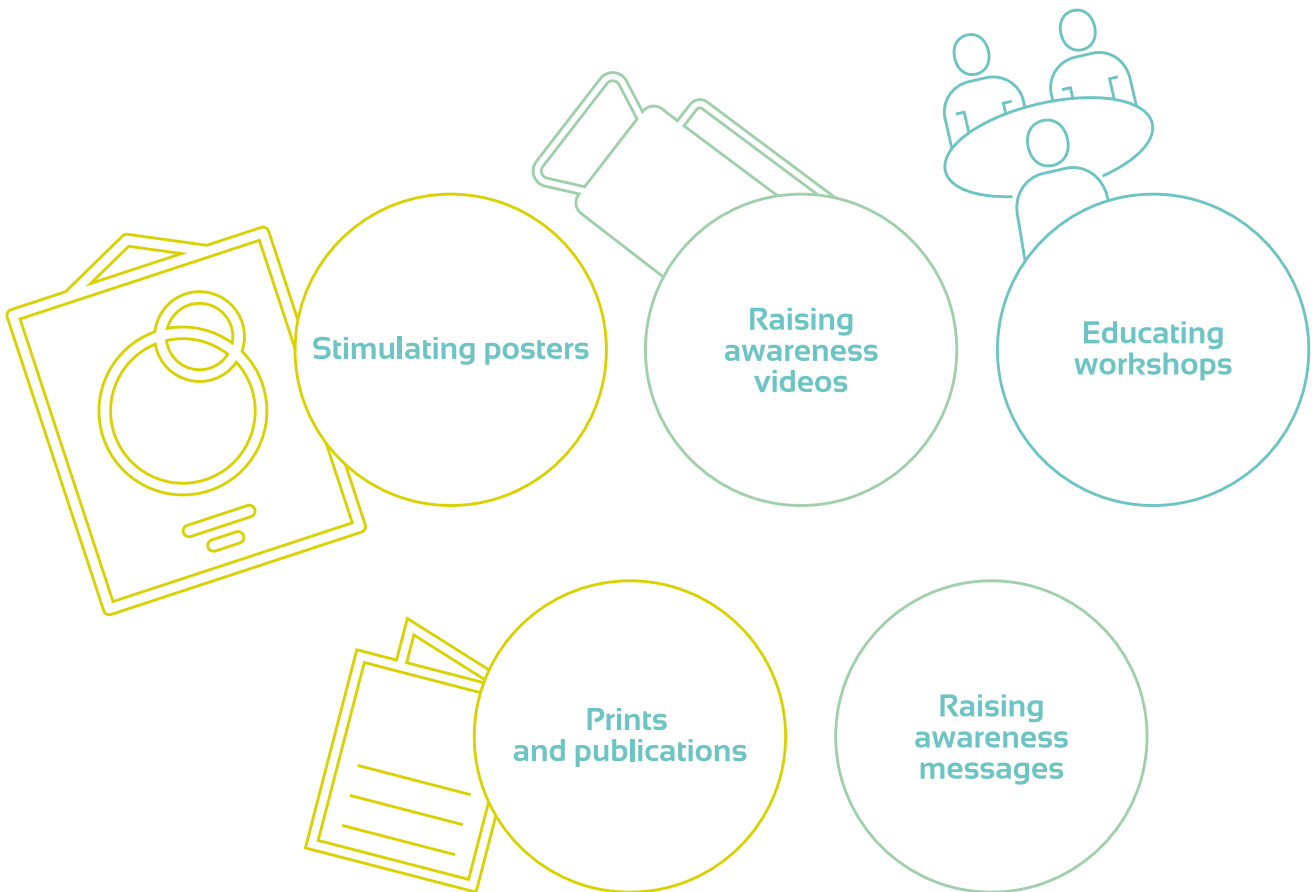 Stimulating posters
Raising
awareness
videos
Educating
workshops
Prints
and publications
Raising
awareness
messages